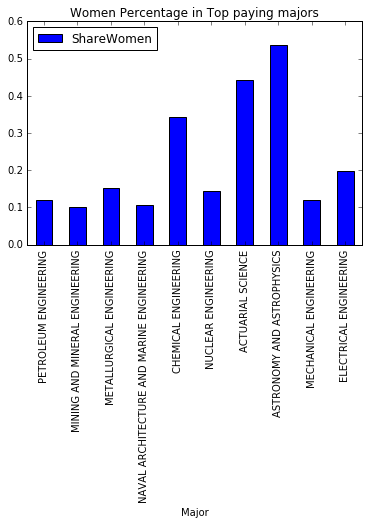 Women Percentage in Top paying majors
ShareWomen
0.6
0.5
0.4
0.3
0.2
0.1
0.0
PETROLEUM ENGINEERING
MINING AND MINERAL ENGINEERING
METALLURGICAL ENGINEERING
NAVAL ARCHITECTURE AND MARINE ENGINEERING
CHEMICAL ENGINEERING
NUCLEAR ENGINEERING
ACTUARIAL SCIENCE
ASTRONOMY AND ASTROPHYSICS
MECHANICAL ENGINEERING
ELECTRICAL ENGINEERING
Major